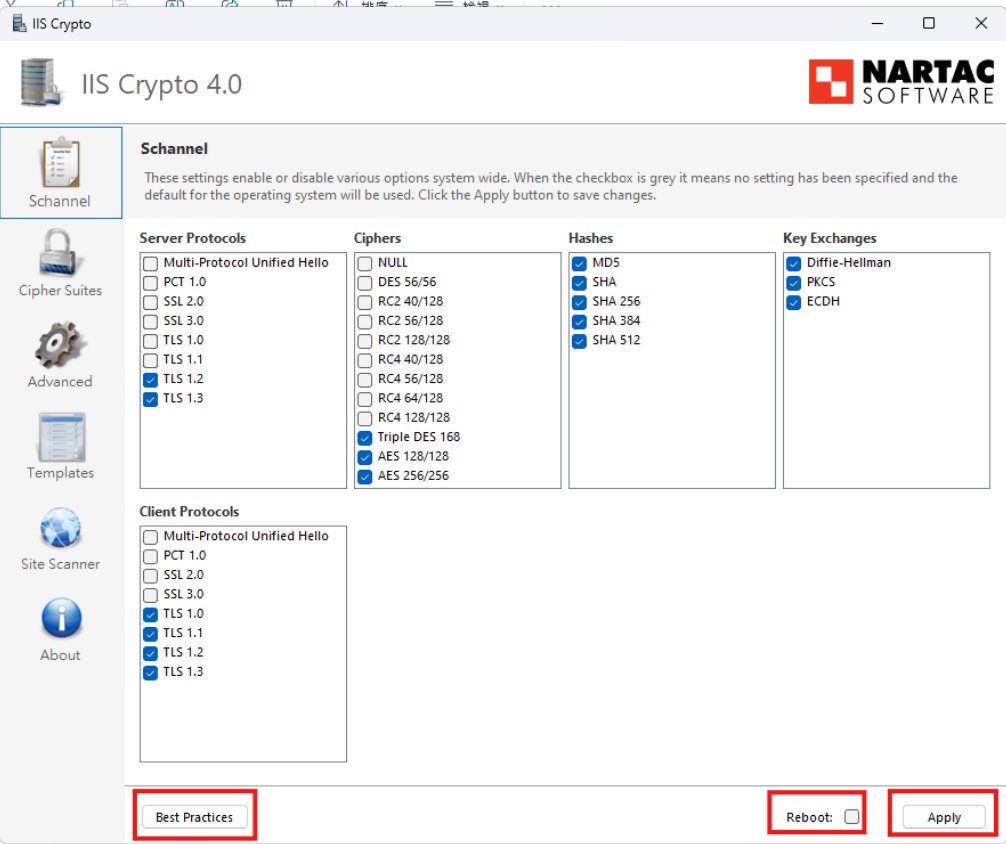 排序
檢視
IIS Crypto
IIS Crypto 4.0
NARTAC
SOFTWARE
Schannel
Cipher Suites
Advanced
Templates
Site Scanner
About
Schannel
These settings enable or disable various options system wide. When the checkbox is grey it means no setting has been specified and the
default for the operating system will be used. Click the Apply button to save changes.
Server Protocols
Multi-Protocol Unified Hello
PCT 1.0
SSL 2.0
SSL 3.0
TLS 1.0
TLS 1.1
TLS 1.2
TLS 1.3
Ciphers
NULL
DES 56/56
RC2 40/128
RC2 56/128
RC2 128/128
RC4 40/128
RC4 56/128
RC4 64/128
RC4 128/128
Triple DES 168
AES 128/128
AES 256/256
Hashes
MD5
SHA
SHA 256
SHA 384
SHA 512
Key Exchanges
Diffie-Hellman
PKCS
ECDH
Client Protocols
Multi-Protocol Unified Hello
PCT 1.0
SSL 2.0
SSL 3.0
TLS 1.0
TLS 1.1
TLS 1.2
TLS 1.3
Best Practices
Reboot:
Apply